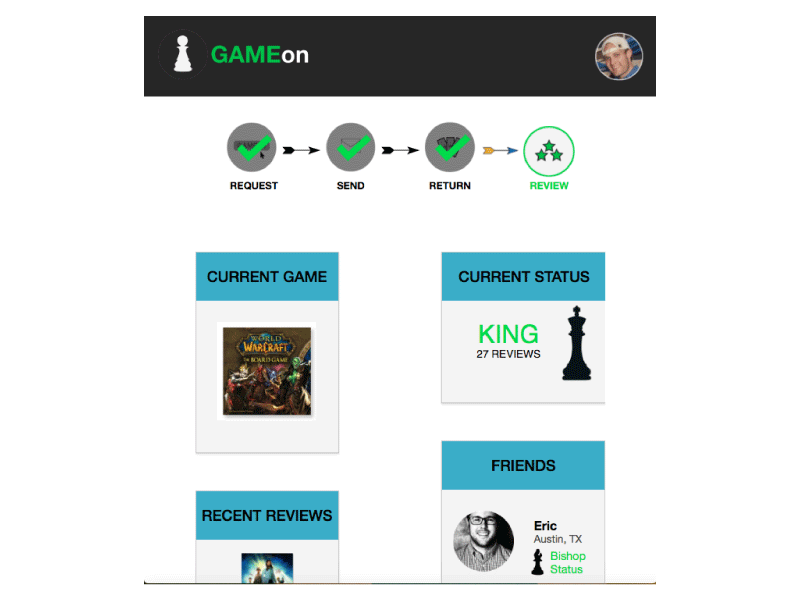 GAMEon
REQUEST
SEND
RETURN
REVIEW
CURRENT GAME
WORLD
WARCRAFT
THE BOARD GAME
CURRENT STATUS
KING
27 REVIEWS
FRIENDS
Eric
Austin, TX
Bishop
Status
RECENT REVIEWS